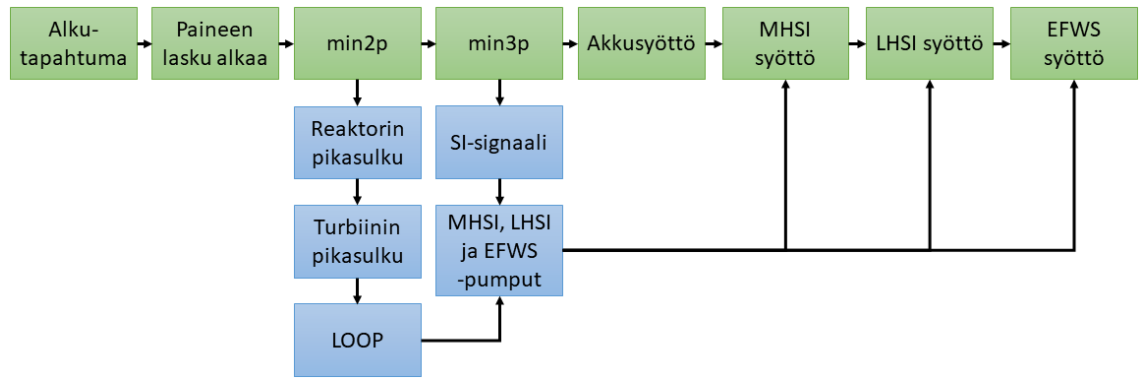 Alku-
tapahtuma
Paineen
lasku alkaa
min2p
min3p
Akkusyöttö
MHSI
syöttö
LHSI syöttö
EFWS
syöttö
Reaktorin
pikasulku
SI-signaali
Turbiinin
pikasulku
MHSI, LHSI
ja EFWS
-pumput
LOOP